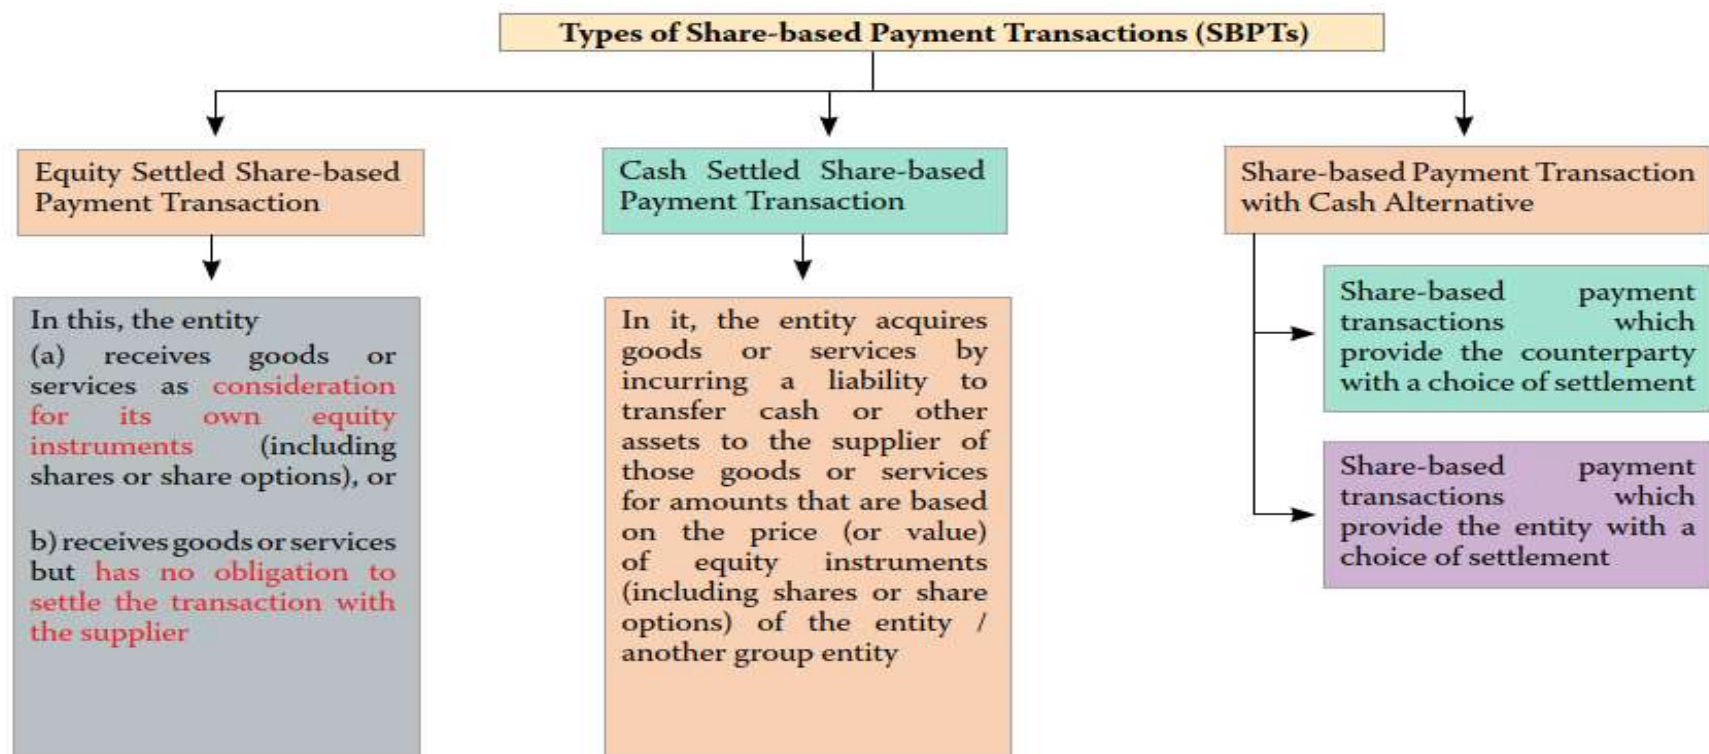 Types of Share-based Payment Transactions (SBPTs)
Equity Settled Share-based
Payment Transaction
In this, the entity
(a) receives goods or
services as consideration
for its own equity
instruments (including
shares or share options), or
b) receives goods or services
but has no obligation to
settle the transaction with
the supplier
Cash Settled Share-based
Payment Transaction
In it, the entity acquires
goods or services by
incurring a liability to
transfer cash or other
assets to the supplier of
those goods or services
for amounts that are based
on the price (or value)
of equity instruments
(including shares or share
options) of the entity /
another group entity
Share-based Payment Transaction
with Cash Alternative
Share-based payment
transactions which
provide the counterparty
with a choice of settlement
Share-based payment
transactions which
provide the entity with a
choice of settlement